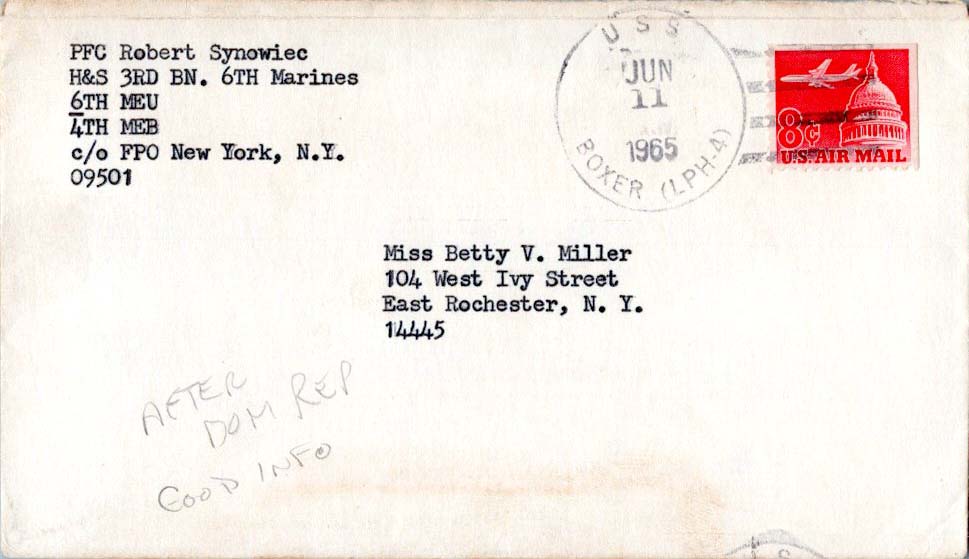 PFC Robert Synowiec
H&S 3RD BN. 6TH Marines
6TH MEU
4TH MEB
c/o FPO New York, N.Y.
09501
USS
JUN
11
1965
BOXER (LPH-4)
8¢
U.S. AIR MAIL
Miss Betty V. Miller
104 West Ivy Street
East Rochester, N. Y.
14445
AFTER
DOM REP
GOOD INFO